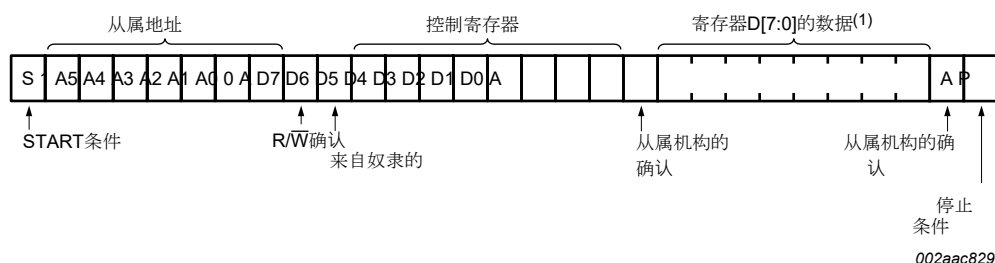 从属地址
控制寄存器
寄存器D[7:0]的数据(1)
S 1 A5 A4 A3 A2 A1 A0 0 A D7 D6 D5 D4 D3 D2 D1 D0 A
A P
START条件
R/W确认
来自奴隶的
从属机构的
确认
从属机构的确
认
停止
条件
002aac829